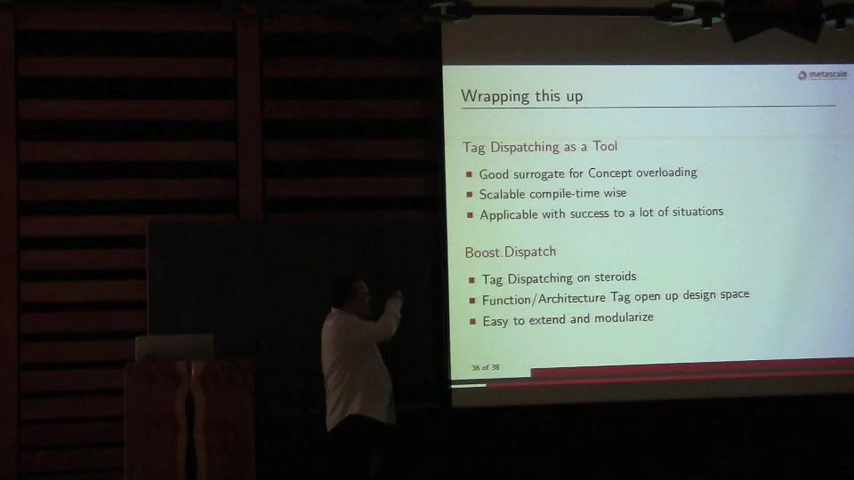 metascale
Wrapping this up
Tag Dispatching as a Tool
Good surrogate for Concept overloading
Scalable compile-time wise
Applicable with success to a lot of situations
Boost.Dispatch
Tag Dispatching on steroids
Function/Architecture Tag open up design space
Easy to extend and modularize
36 of 38